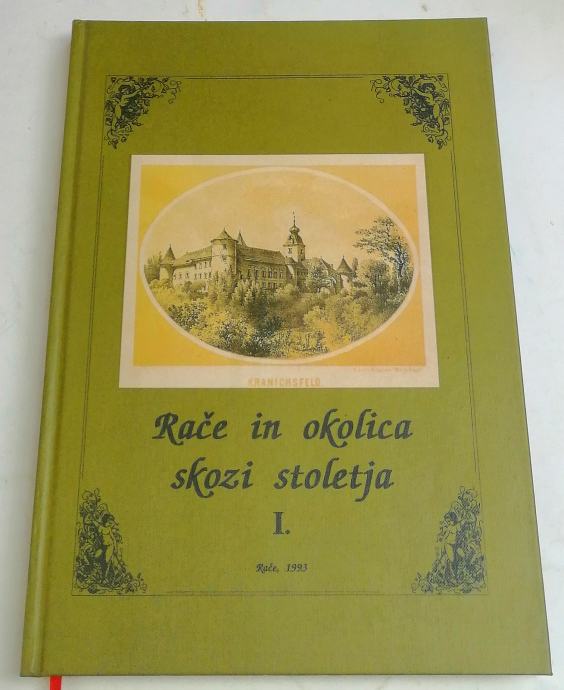 KRANICHSFELD
Rače in okolica
skozi stoletja
I.
Rače, 1993